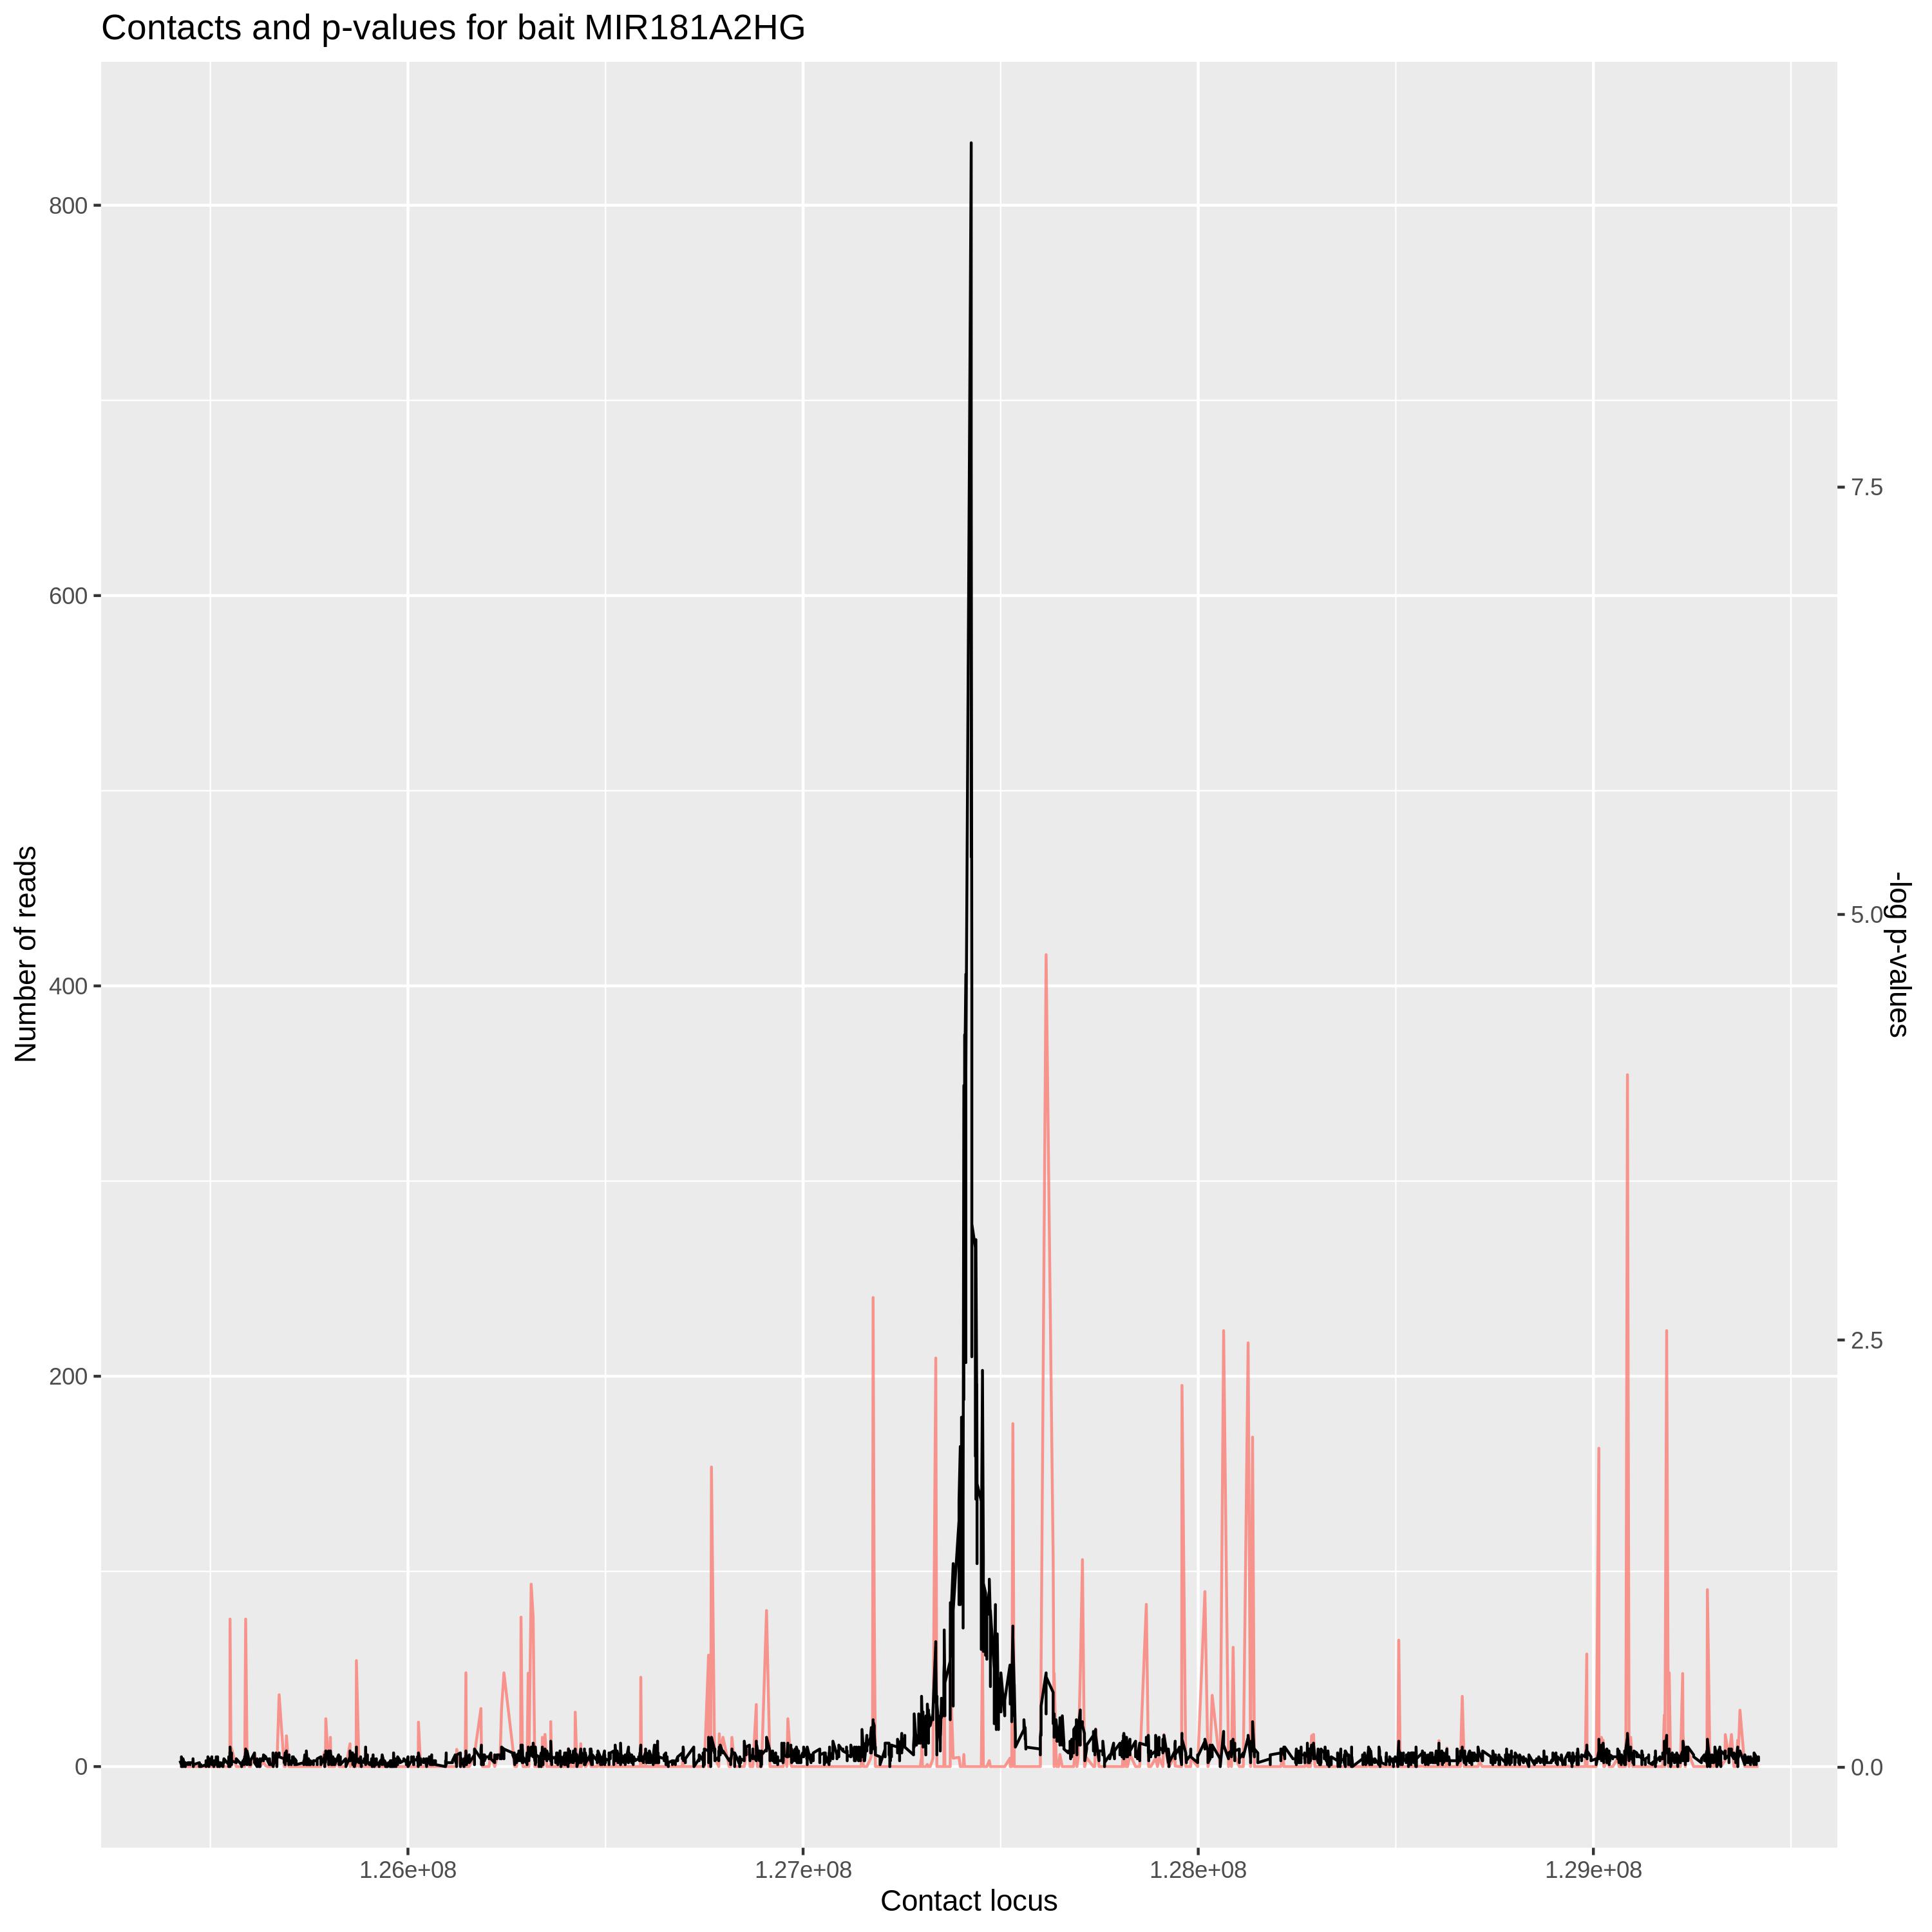 Contacts and p-values for bait MIR181A2HG
800
600
400
200
0
Number of reads
7.5
5.0
2.5
0.0
-log p-values
1.26e+08
1.27e+08
1.28e+08
1.29e+08
Contact locus